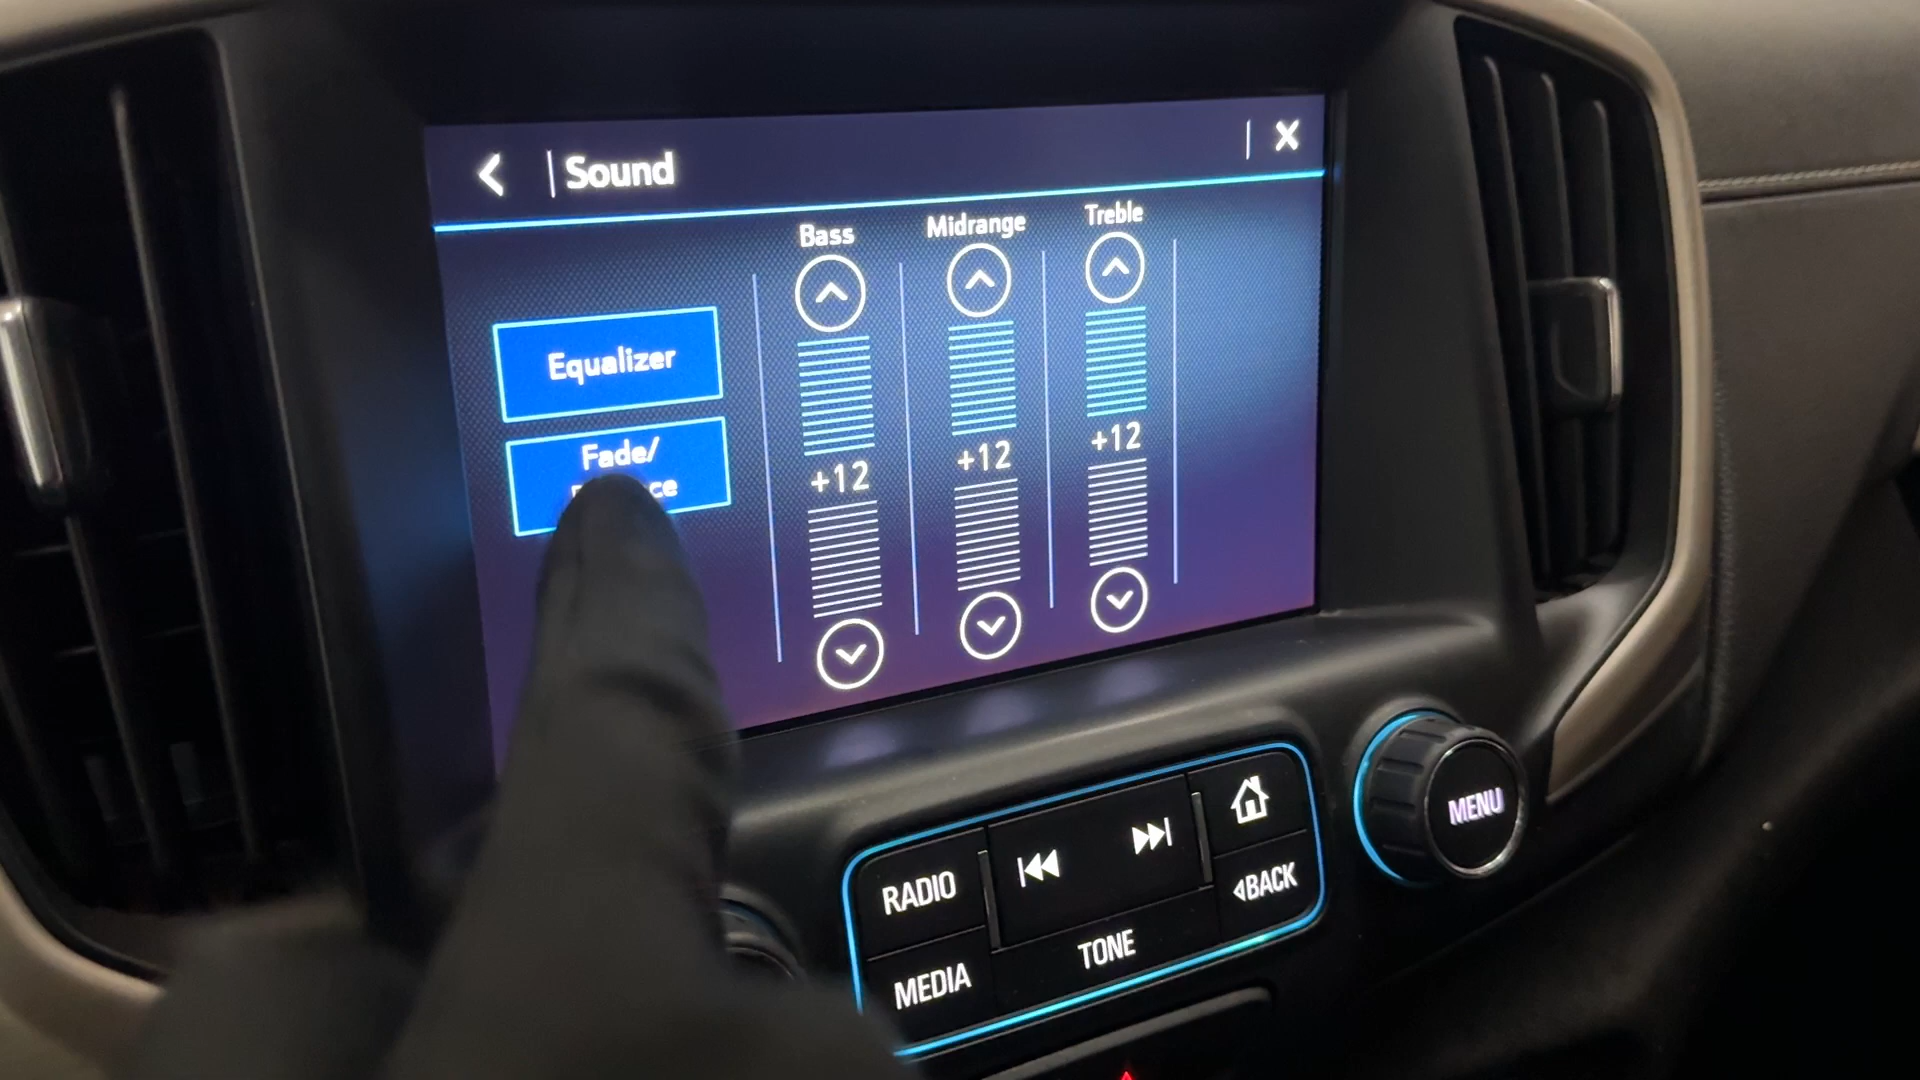 Sound
X
Bass
Midrange
Treble
Equalizer
Fade/
+12
+12
+12
RADIO
BACK
MEDIA
TONE
MENU